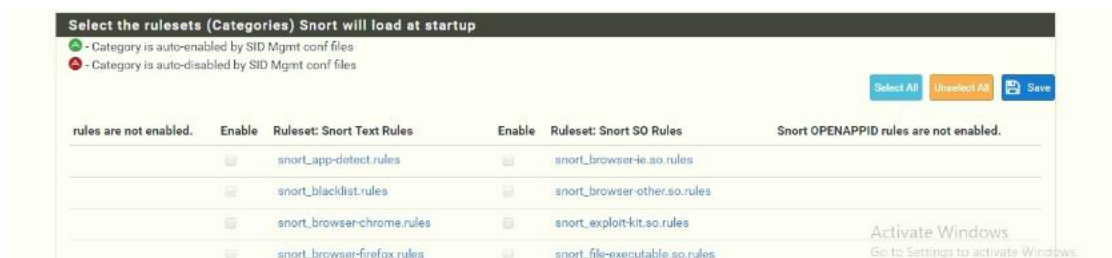 Select the rulesets (Categories) Snort will load at startup
- Category is auto-enabled by SID Mgmt conf files
- Category is auto-disabled by SID Mgmt conf files
Select All Unselect All Save
rules are not enabled. Enable Ruleset: Snort Text Rules Enable Ruleset: Snort SO Rules Snort OPENAPPID rules are not enabled.
snort_app-detect.rules snort_browser-ie.so.rules
snort_blacklist.rules snort_browser-other.so.rules
snort_browser-chrome.rules snort_exploit-kit.so.rules
snort_browser-firefox.rules snort_file-executable.so.rules
Activate Windows
Go to Settings to activate Windows.